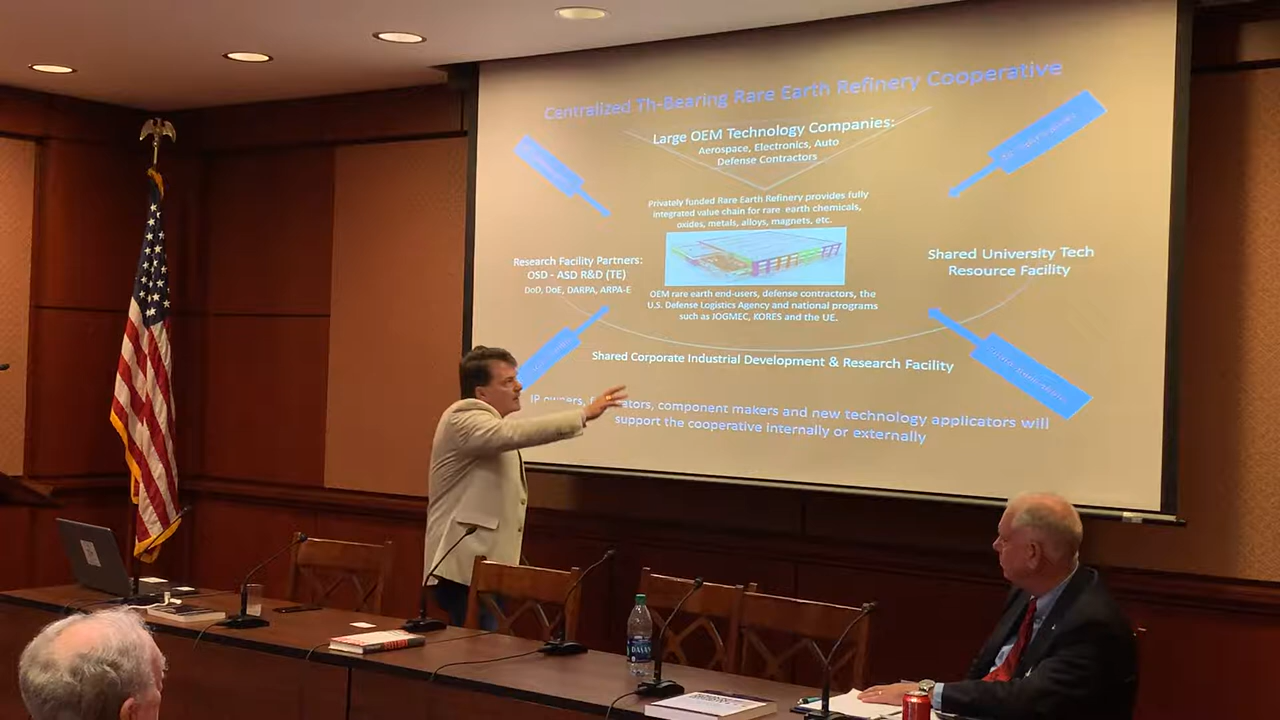 Centralized Th-Bearing Rare Earth Refinery Cooperative
Large OEM Technology Companies:
Aerospace, Electronics, Auto
Defense Contractors
Privately funded Rare Earth Refinery provides fully
integrated value chain for rare earth chemicals,
oxides, metals, alloys, magnets, etc.
Research Facility Partners:
OSD - ASD R&D (TE)
DoD, DoE, DARPA, ARPA-E
Shared University Tech
Resource Facility
OEM rare earth end-users, defense contractors, the
U.S. Defense Logistics Agency and national programs
such as JOGMEC, KORES and the UE.
Shared Corporate Industrial Development & Research Facility
IP owners, component makers and new technology applicators will
support the cooperative internally or externally
DASANI